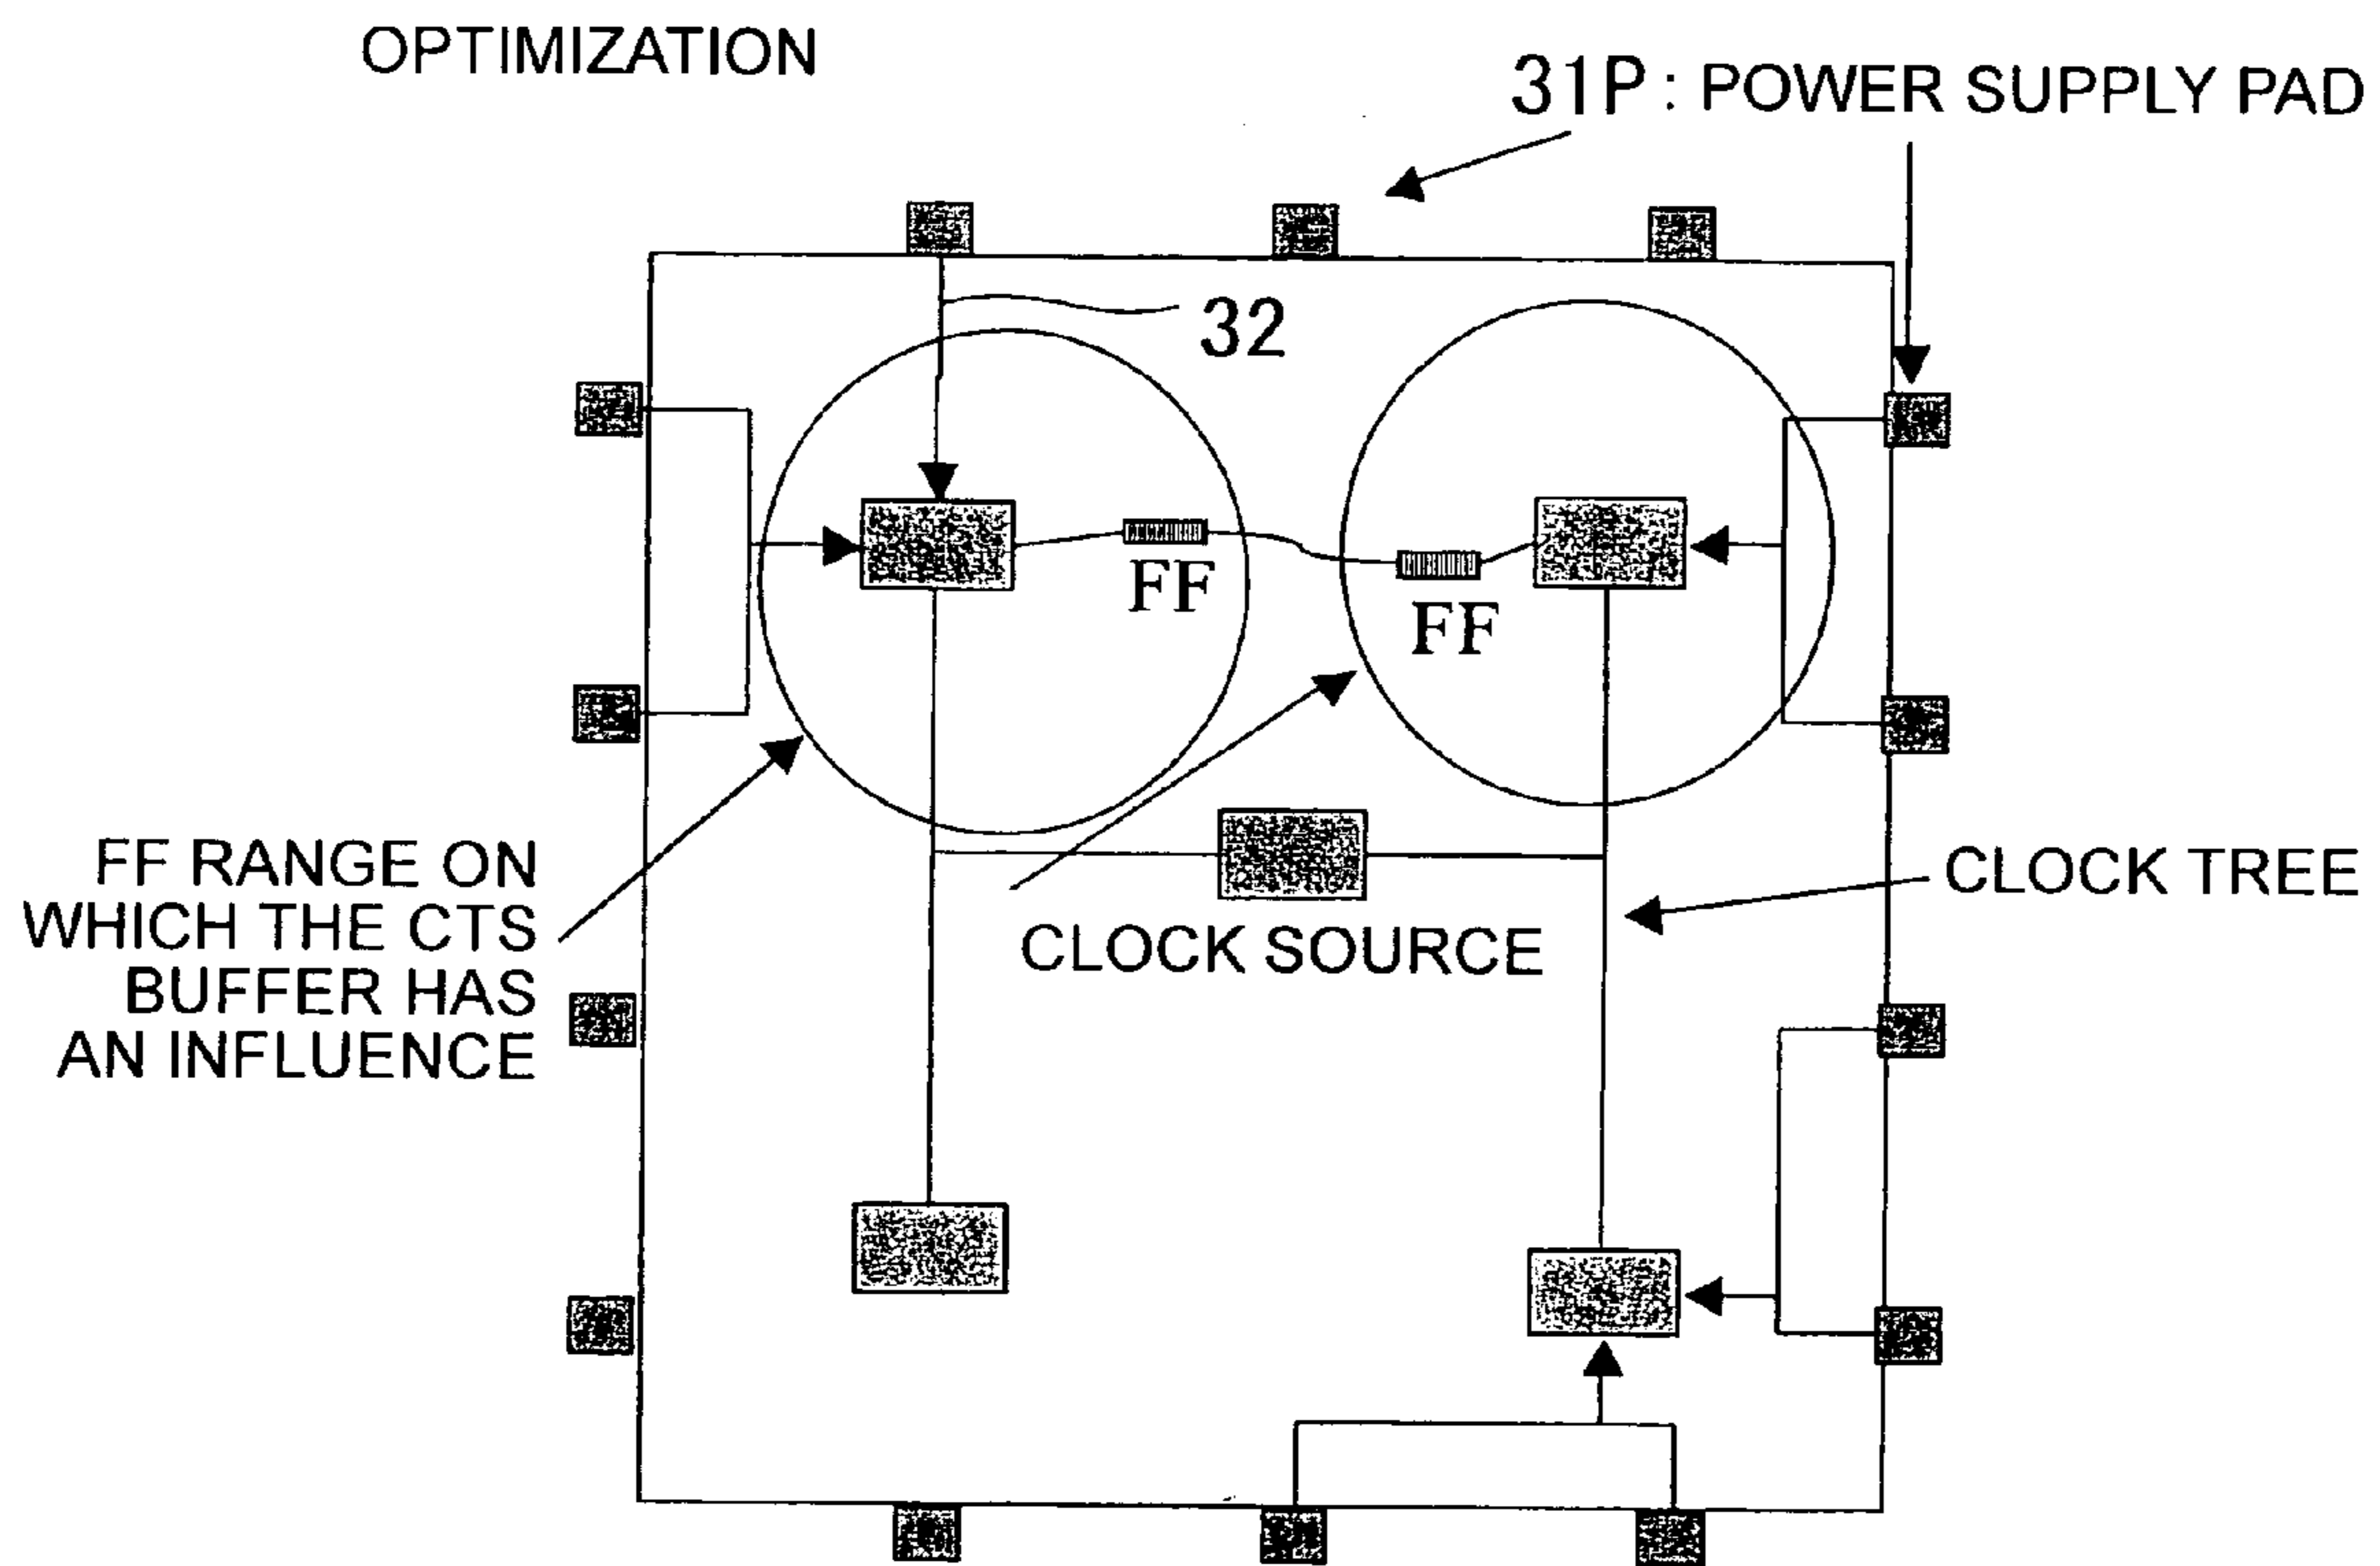 OPTIMIZATION
31P : POWER SUPPLY PAD
32
FF
FF
FF RANGE ON
WHICH THE CTS
BUFFER HAS
AN INFLUENCE
CLOCK SOURCE
CLOCK TREE